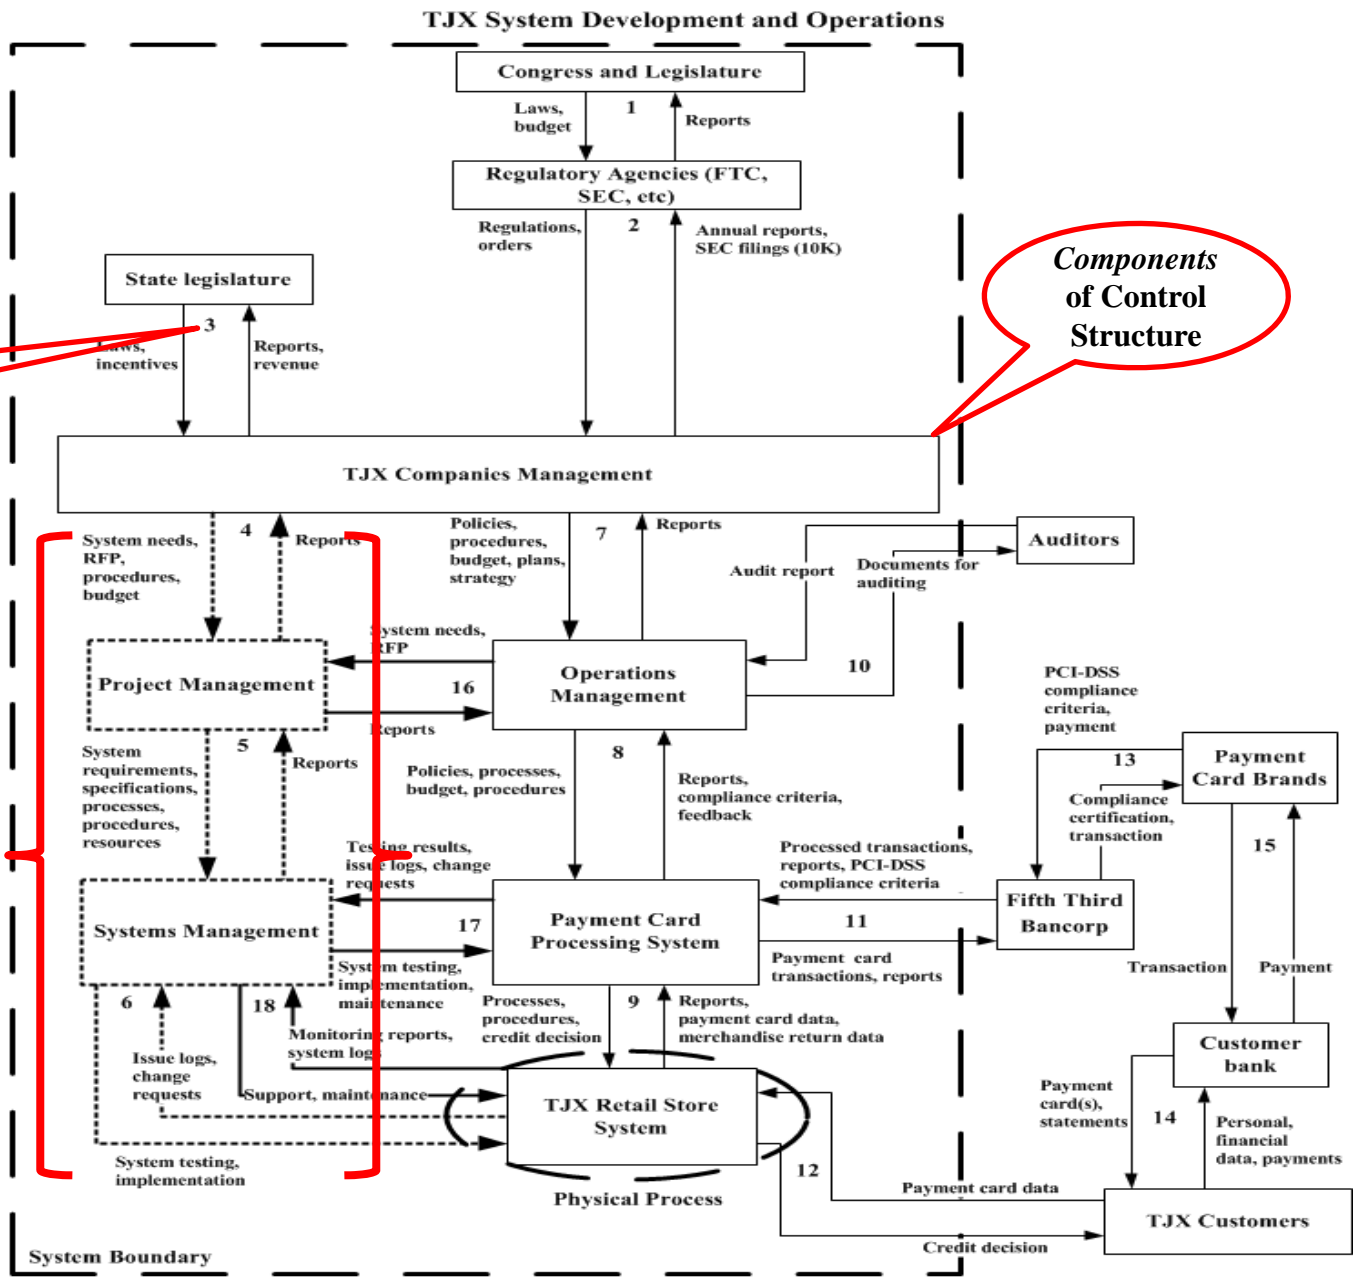 TJX System Development and Operations
Congress and Legislature
Laws,
budget
1
Reports
Regulatory Agencies (FTC,
SEC, etc)
Regulations,
orders
2
Annual reports,
SEC filings (10K)
Components
of Control
Structure
State legislature
3
Laws,
incentives
Reports,
revenue
TJX Companies Management
System needs,
RFP,
procedures,
budget
4
Reports
Policies,
procedures,
budget, plans,
strategy
7
Reports
Audit report
Documents for
auditing
Auditors
System needs,
RFP
Project Management
16
Reports
Operations
Management
10
System
requirements,
specifications,
processes,
procedures,
resources
5
Reports
Policies, processes,
budget, procedures
8
Reports,
compliance criteria,
feedback
PCI-DSS
compliance
criteria,
payment
13
Payment
Card Brands
Compliance
certification,
transaction
15
Testing results,
issue logs, change
requests
Processed transactions,
reports, PCI-DSS
compliance criteria
Systems Management
17
Payment Card
Processing System
11
Fifth Third
Bancorp
System testing,
implementation,
maintenance
Payment card
transactions, reports
Transaction
Payment
6
18
Processes,
procedures,
credit decision
9
Reports,
payment card data,
merchandise return data
Monitoring reports,
system logs
Issue logs,
change
requests
Support, maintenance
Customer
bank
TJX Retail Store
System
Payment
card(s),
statements
14
Personal,
financial
data, payments
System testing,
implementation
12
Physical Process
Payment card data
TJX Customers
Credit decision
System Boundary